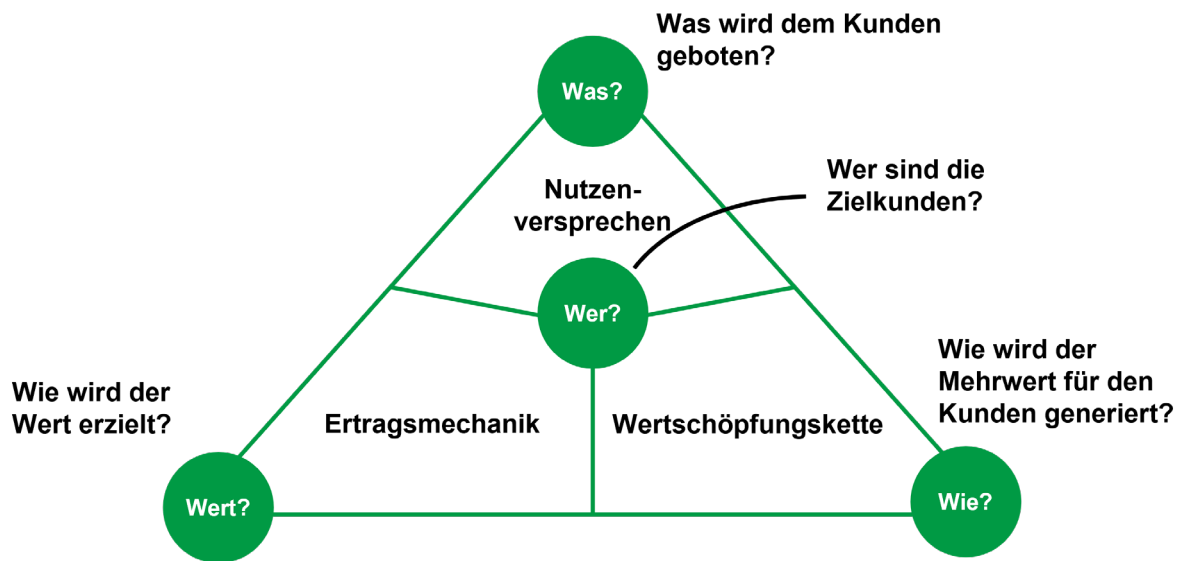 Was wird dem Kunden
geboten?
Was?
Nutzen-
versprechen
Wer sind die
Zielkunden?
Wer?
Wie wird der
Wert erzielt?
Ertragsmechanik
Wertschöpfungskette
Wie wird der
Mehrwert für den
Kunden generiert?
Wert?
Wie?